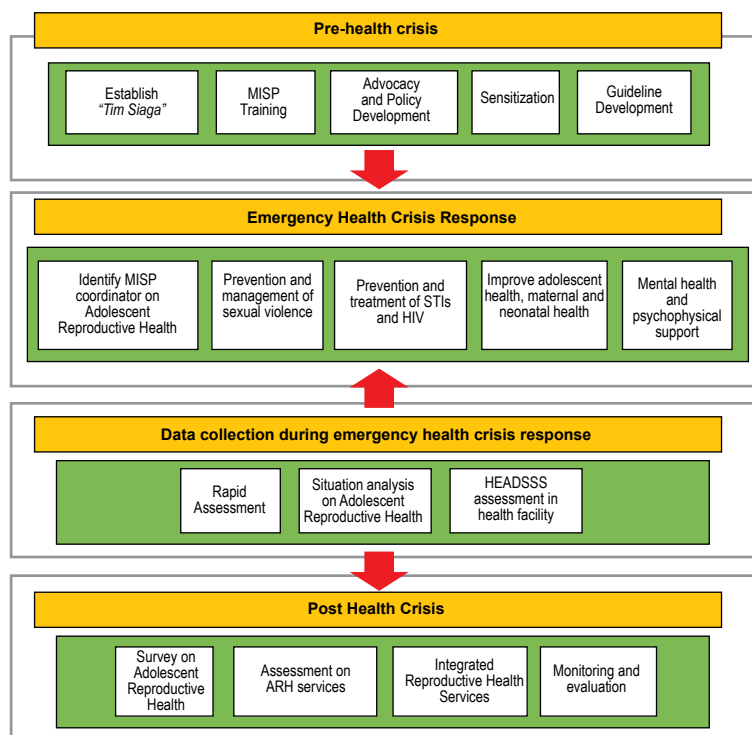 Pre-health crisis
Establish
"Tim Siaga"
MISP
Training
Advocacy
and Policy
Development
Sensitization
Guideline
Development
Emergency Health Crisis Response
Identify MISP
coordinator on
Adolescent
Reproductive Health
Prevention and
management of
sexual violence
Prevention and
treatment of STIs
and HIV
Improve adolescent
health, maternal and
neonatal health
Mental health
and
psychophysical
support
Data collection during emergency health crisis response
Rapid
Assessment
Situation analysis
on Adolescent
Reproductive Health
HEADSSS
assessment in
health facility
Post Health Crisis
Survey on
Adolescent
Reproductive
Health
Assessment on
ARH services
Integrated
Reproductive Health
Services
Monitoring and
evaluation